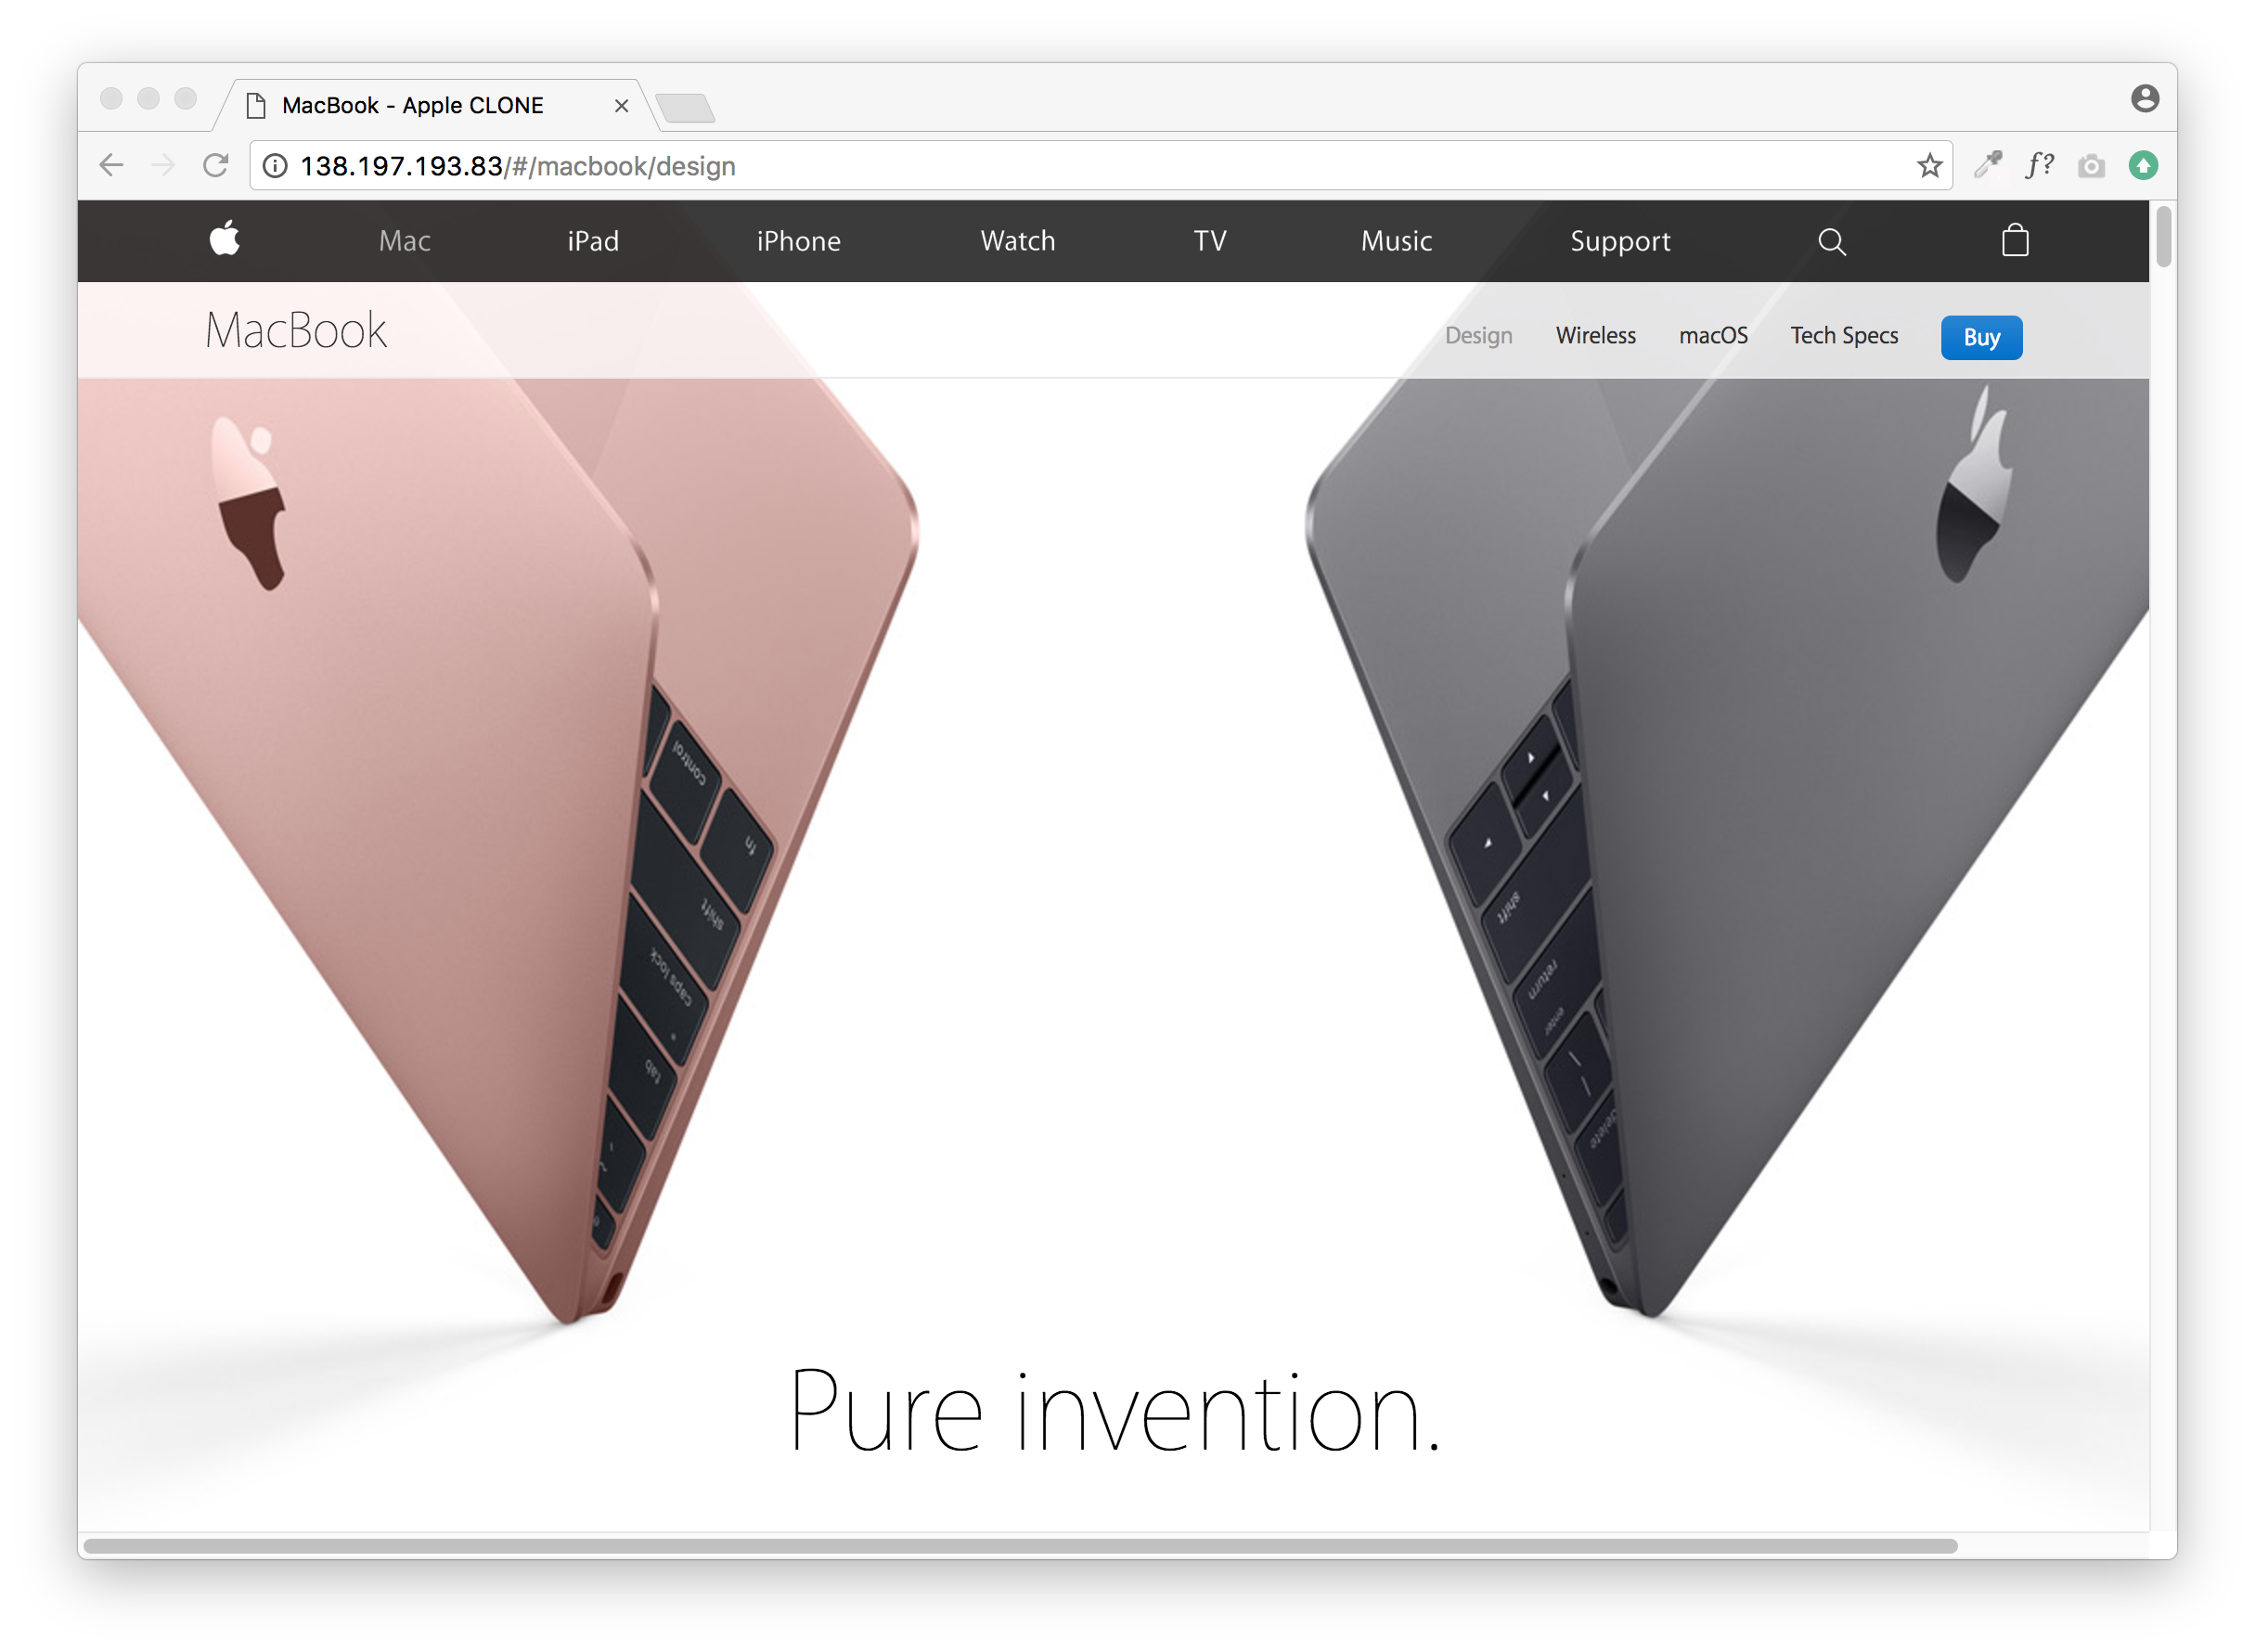 MacBook - Apple CLONE
138.197.193.83/#/macbook/design
f?
Mac iPad iPhone Watch TV Music Support
MacBook Design Wireless macOS Tech Specs Buy
control
fn
shift
caps lock
tab
shift
return
enter
delete
Pure invention.